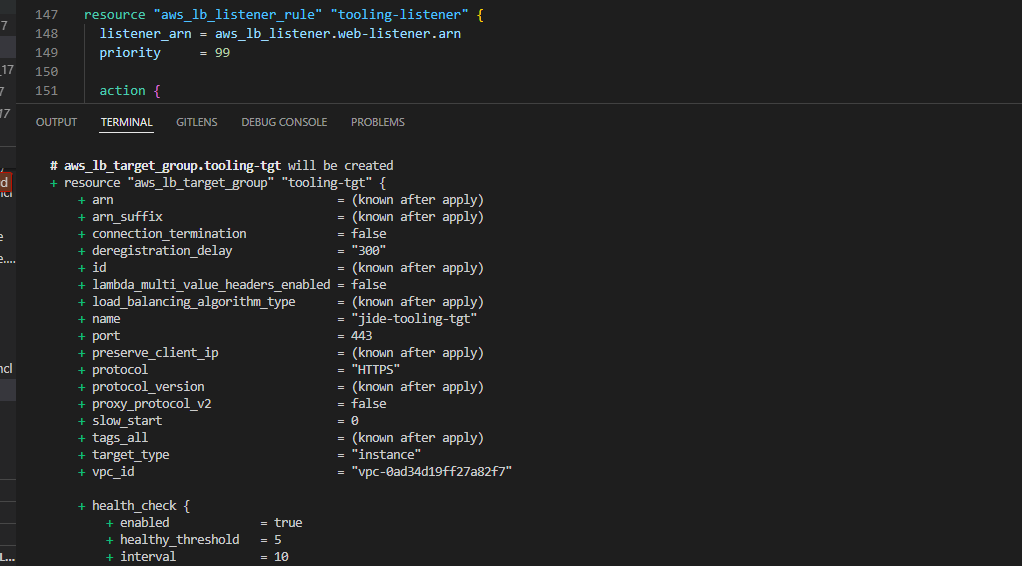 147 resource "aws_lb_listener_rule" "tooling-listener" {
148   listener_arn = aws_lb_listener.web-listener.arn
149   priority     = 99
150
151   action {
OUTPUT TERMINAL GITLENS DEBUG CONSOLE PROBLEMS
# aws_lb_target_group.tooling-tgt will be created
+ resource "aws_lb_target_group" "tooling-tgt" {
    + arn                                = (known after apply)
    + arn_suffix                         = (known after apply)
    + connection_termination             = false
    + deregistration_delay               = "300"
    + id                                 = (known after apply)
    + lambda_multi_value_headers_enabled = false
    + load_balancing_algorithm_type      = (known after apply)
    + name                               = "jide-tooling-tgt"
    + port                               = 443
    + preserve_client_ip                 = (known after apply)
    + protocol                           = "HTTPS"
    + protocol_version                   = (known after apply)
    + proxy_protocol_v2                  = false
    + slow_start                         = 0
    + tags_all                           = (known after apply)
    + target_type                        = "instance"
    + vpc_id                             = "vpc-0ad34d19ff27a82f7"
    + health_check {
        + enabled             = true
        + healthy_threshold   = 5
        + interval            = 10